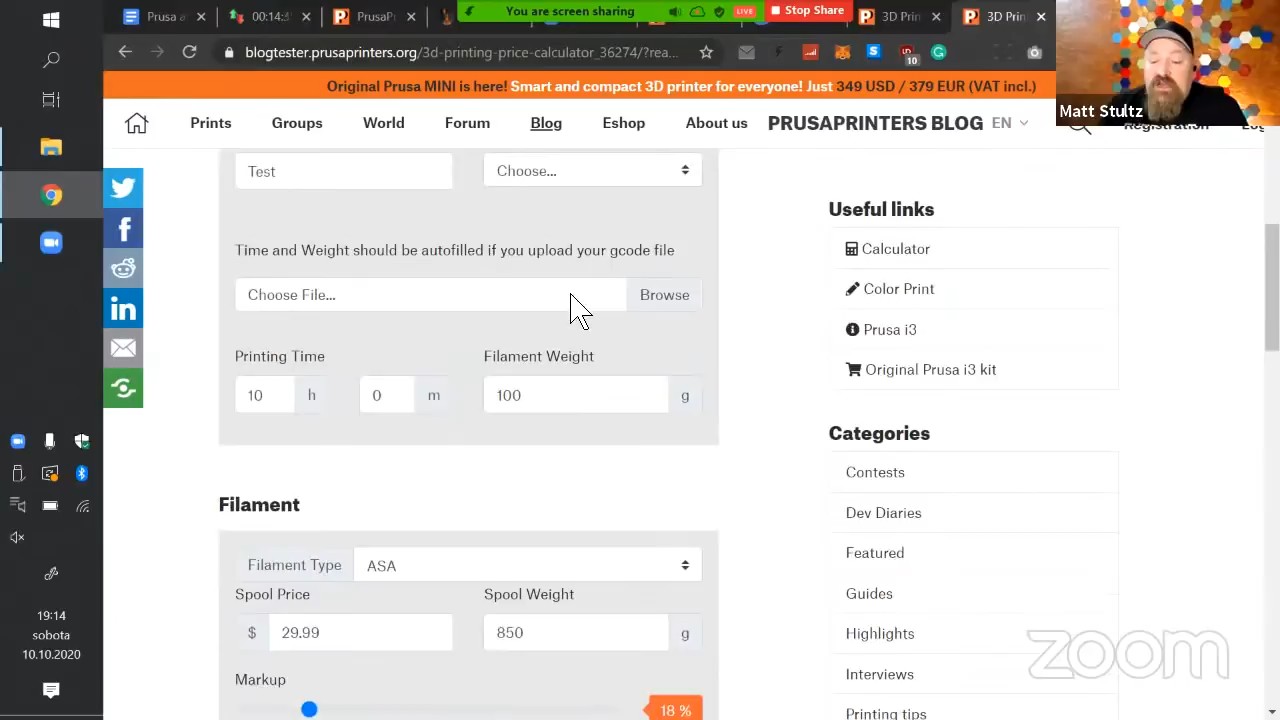 Prusa a
00:14:3
PrusaP
You are screen sharing
LIVE
Stop Share
3D Prin
3D Prin
blogtester.prusaprinters.org/3d-printing-price-calculator_36274/?rea...
10
Original Prusa MINI is here! Smart and compact 3D printer for everyone! Just 349 USD / 379 EUR (VAT incl.)
Matt Stultz
Prints
Groups
World
Forum
Blog
Eshop
About us
PRUSAPRINTERS BLOG
EN
Registration
Test
Choose...
Time and Weight should be autofilled if you upload your gcode file
Choose File...
Browse
Printing Time
Filament Weight
10
h
0
m
100
g
Filament
Filament Type
ASA
Spool Price
Spool Weight
$
29.99
850
g
Markup
18 %
Useful links
Calculator
Color Print
Prusa i3
Original Prusa i3 kit
Categories
Contests
Dev Diaries
Featured
Guides
Highlights
Interviews
Printing tips
19:14
sobota
10.10.2020
zoom